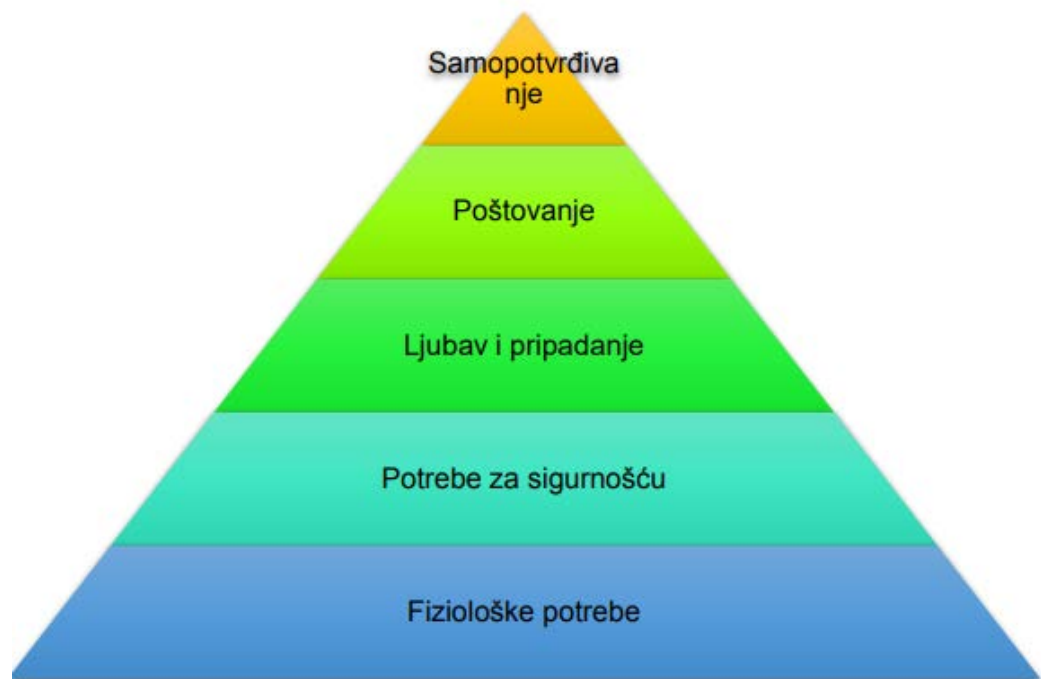 Samopotvrđiva
nje
Poštovanje
Ljubav i pripadanje
Potrebe za sigurnošću
Fiziološke potrebe